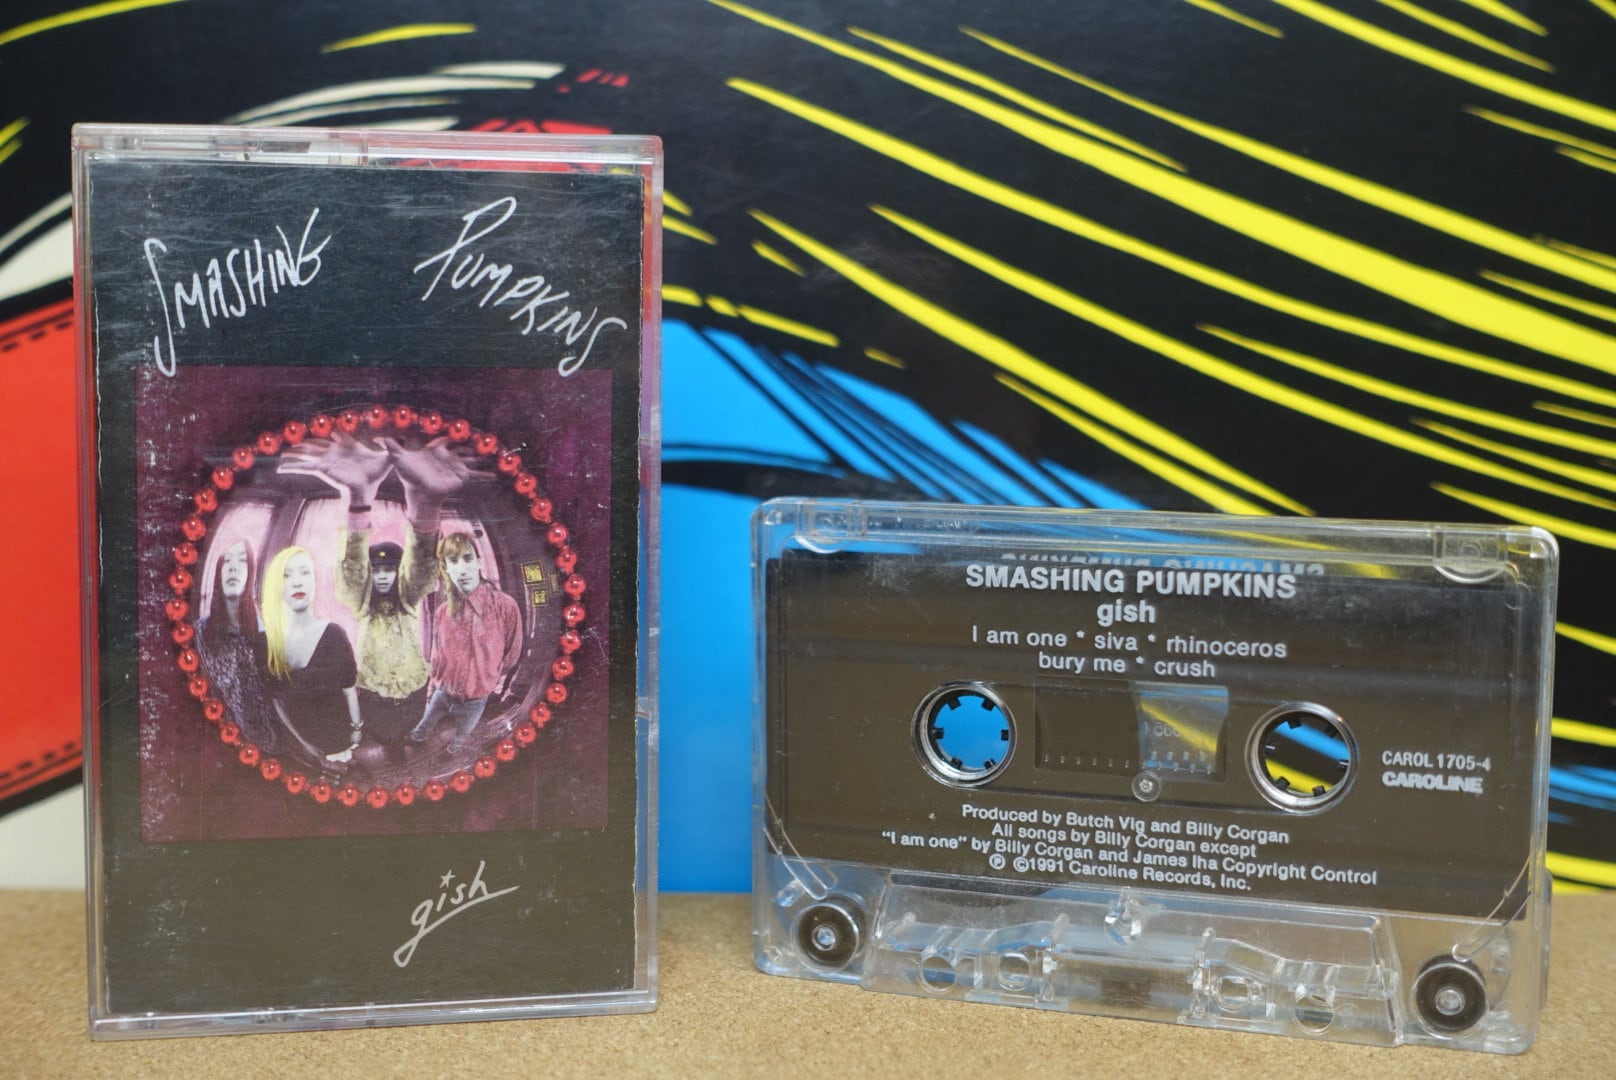 SMASHING PUMPKINS
gish
SMASHING PUMPKINS
gish
I am one * siva * rhinoceros
bury me * crush
CAROL 1705-4
CAROLINE
Produced by Butch Vig and Billy Corgan
All songs by Billy Corgan except
"I am one" by Billy Corgan and James Iha Copyright Control
℗ ©1991 Caroline Records, Inc.